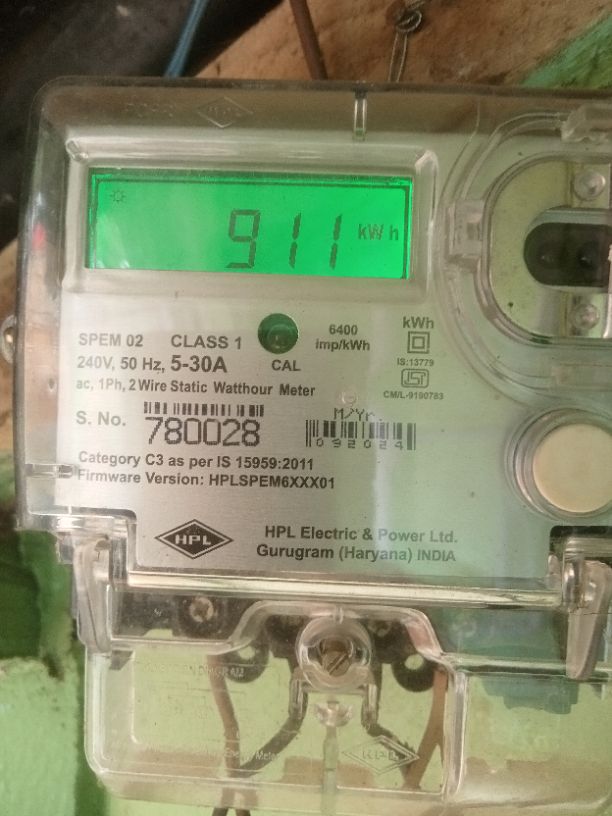 HPL
911 kWh
SPEM 02 CLASS 1
6400
imp/kWh
kWh
240V, 50 Hz, 5-30A
CAL
IS:13779
ac, 1Ph, 2 Wire Static Watthour Meter
CM/L-9190783
S. No. 780028
M/Yr.
092024
Category C3 as per IS 15959:2011
Firmware Version: HPLSPEM6XXX01
HPL
HPL Electric & Power Ltd.
Gurugram (Haryana) INDIA
HPL